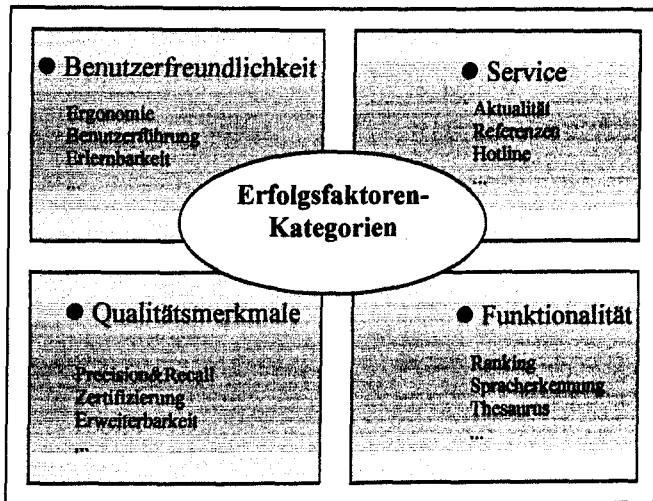 ● Benutzerfreundlichkeit
Ergonomie
Benutzerführung
Erlernbarkeit
...
● Service
Aktualität
Referenzen
Hotline
...
Erfolgsfaktoren-
Kategorien
● Qualitätsmerkmale
Precision&Recall
Zertifizierung
Erweiterbarkeit
...
● Funktionalität
Ranking
Spracherkennung
Thesaurus
...